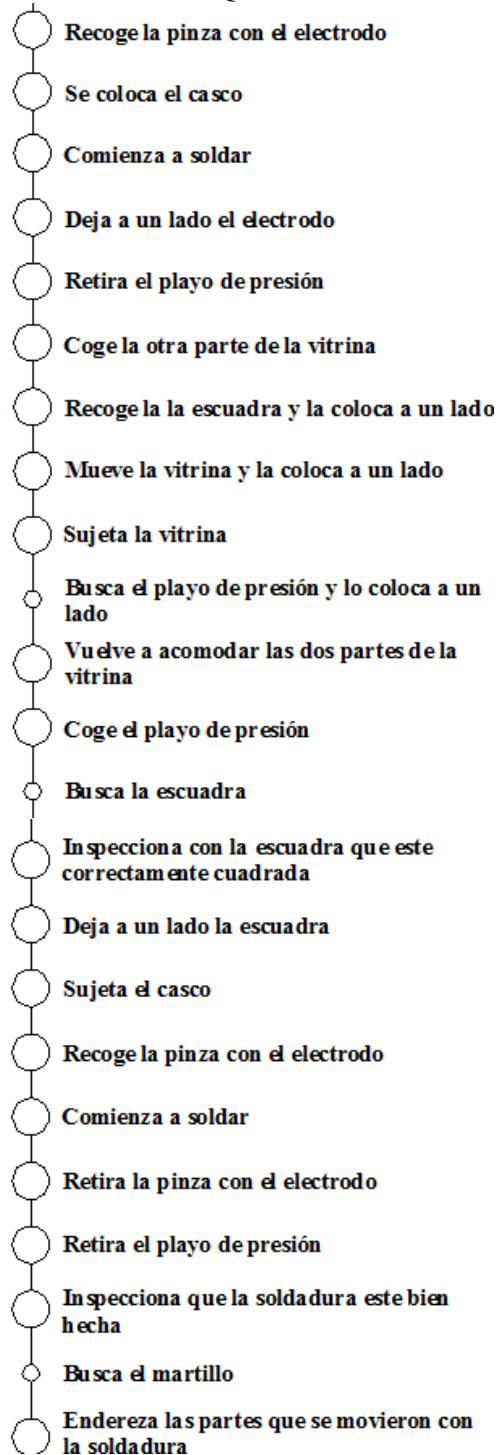 Recoge la pinza con el electrodo
Se coloca el casco
Comienza a soldar
Deja a un lado el electrodo
Retira el playo de presión
Coge la otra parte de la vitrina
Recoge la la escuadra y la coloca a un lado
Mueve la vitrina y la coloca a un lado
Sujeta la vitrina
Busca el playo de presión y lo coloca a un
lado
Vuelve a acomodar las dos partes de la
vitrina
Coge el playo de presión
Busca la escuadra
Inspecciona con la escuadra que este
correctamente cuadrada
Deja a un lado la escuadra
Sujeta el casco
Recoge la pinza con el electrodo
Comienza a soldar
Retira la pinza con el electrodo
Retira el playo de presión
Inspecciona que la soldadura este bien
hecha
Busca el martillo
Endereza las partes que se movieron con
la soldadura